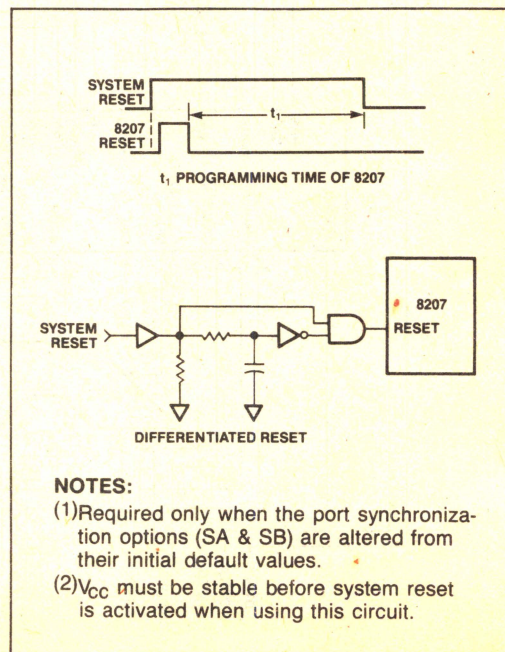 SYSTEM
RESET
t₁
8207
RESET
t₁ PROGRAMMING TIME OF 8207
8207
SYSTEM
RESET
RESET
DIFFERENTIATED RESET
NOTES:
(1)Required only when the port synchroniza-
tion options (SA & SB) are altered from
their initial default values.
(2)VCC must be stable before system reset
is activated when using this circuit.